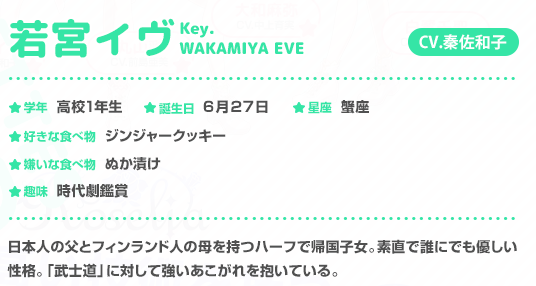 若宮イヴ Key.
WAKAMIYA EVE
CV.秦佐和子
学年 高校1年生 誕生日 6月27日 星座 蟹座
好きな食べ物 ジンジャークッキー
嫌いな食べ物 ぬか漬け
趣味 時代劇鑑賞
日本人の父とフィンランド人の母を持つハーフで帰国子女。素直で誰にでも優しい
性格。「武士道」に対して強いあこがれを抱いている。